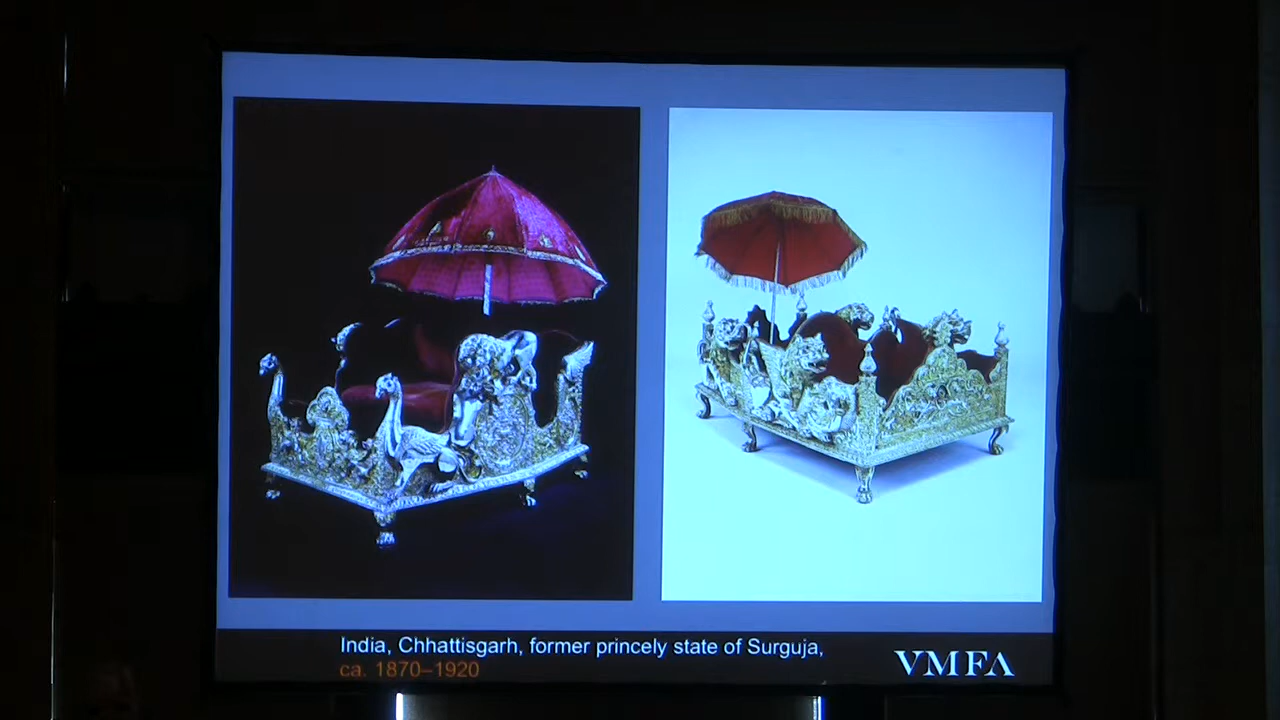 India, Chhattisgarh, former princely state of Surguja,
ca. 1870–1920
VMFA